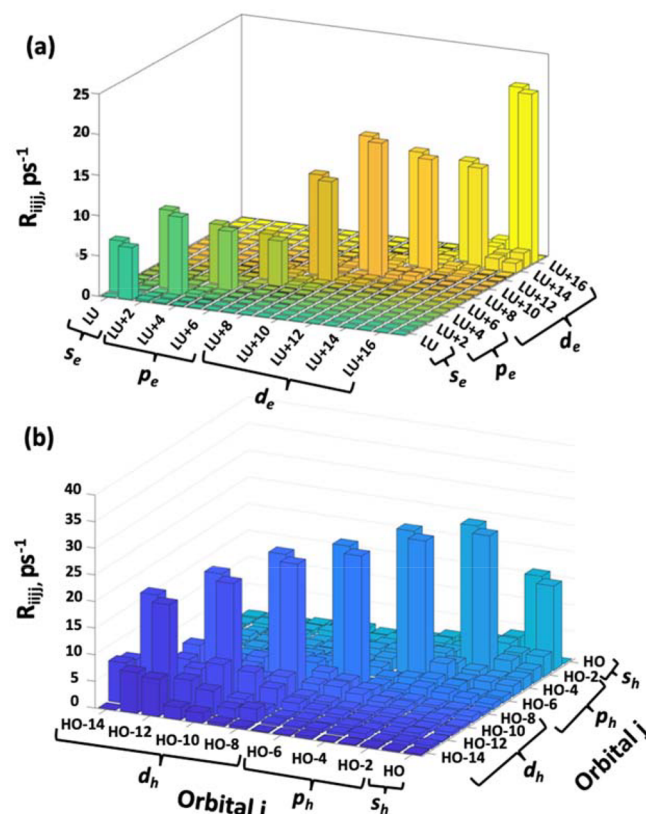 (a)
R_iijj, ps⁻¹
25
20
15
10
5
0
LU
LU+2
LU+4
LU+6
LU+8
LU+10
LU+12
LU+14
LU+16
s_e
p_e
d_e
LU
LU+2
LU+4
LU+6
LU+8
LU+10
LU+12
LU+14
LU+16
s_e
p_e
d_e
(b)
R_iijj, ps⁻¹
40
35
30
25
20
15
10
5
0
HO-14
HO-12
HO-10
HO-8
HO-6
HO-4
HO-2
HO
d_h
p_h
s_h
Orbital i
HO-14
HO-12
HO-10
HO-8
HO-6
HO-4
HO-2
HO
d_h
p_h
s_h
Orbital j